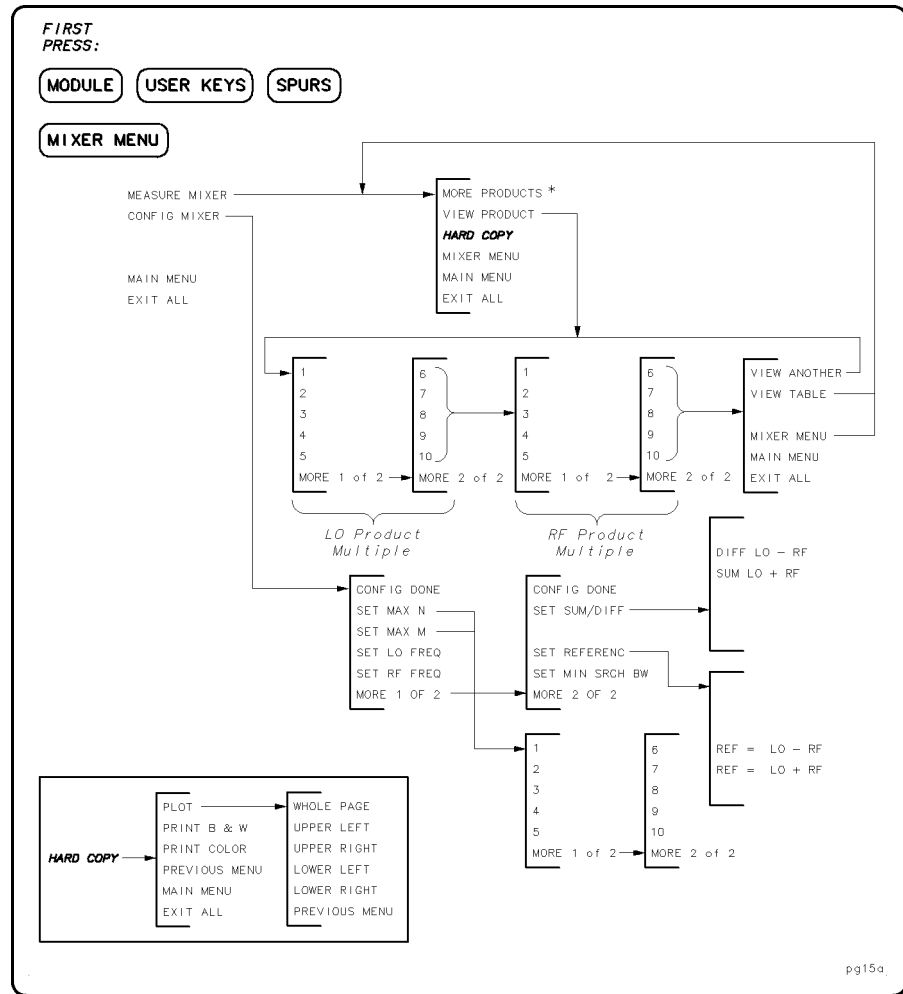 FIRST
PRESS:
MODULE
USER KEYS
SPURS
MIXER MENU
MEASURE MIXER
CONFIG MIXER
MAIN MENU
EXIT ALL
MORE PRODUCTS *
VIEW PRODUCT
HARD COPY
MIXER MENU
MAIN MENU
EXIT ALL
1
2
3
4
5
MORE 1 of 2
6
7
8
9
10
MORE 2 of 2
LO Product
Multiple
1
2
3
4
5
MORE 1 of 2
6
7
8
9
10
MORE 2 of 2
RF Product
Multiple
VIEW ANOTHER
VIEW TABLE
MIXER MENU
MAIN MENU
EXIT ALL
CONFIG DONE
SET MAX N
SET MAX M
SET LO FREQ
SET RF FREQ
MORE 1 OF 2
CONFIG DONE
SET SUM/DIFF
SET REFERENC
SET MIN SRCH BW
MORE 2 OF 2
DIFF LO - RF
SUM LO + RF
REF = LO - RF
REF = LO + RF
1
2
3
4
5
MORE 1 of 2
6
7
8
9
10
MORE 2 of 2
HARD COPY
PLOT
PRINT B & W
PRINT COLOR
PREVIOUS MENU
MAIN MENU
EXIT ALL
WHOLE PAGE
UPPER LEFT
UPPER RIGHT
LOWER LEFT
LOWER RIGHT
PREVIOUS MENU
pg15a